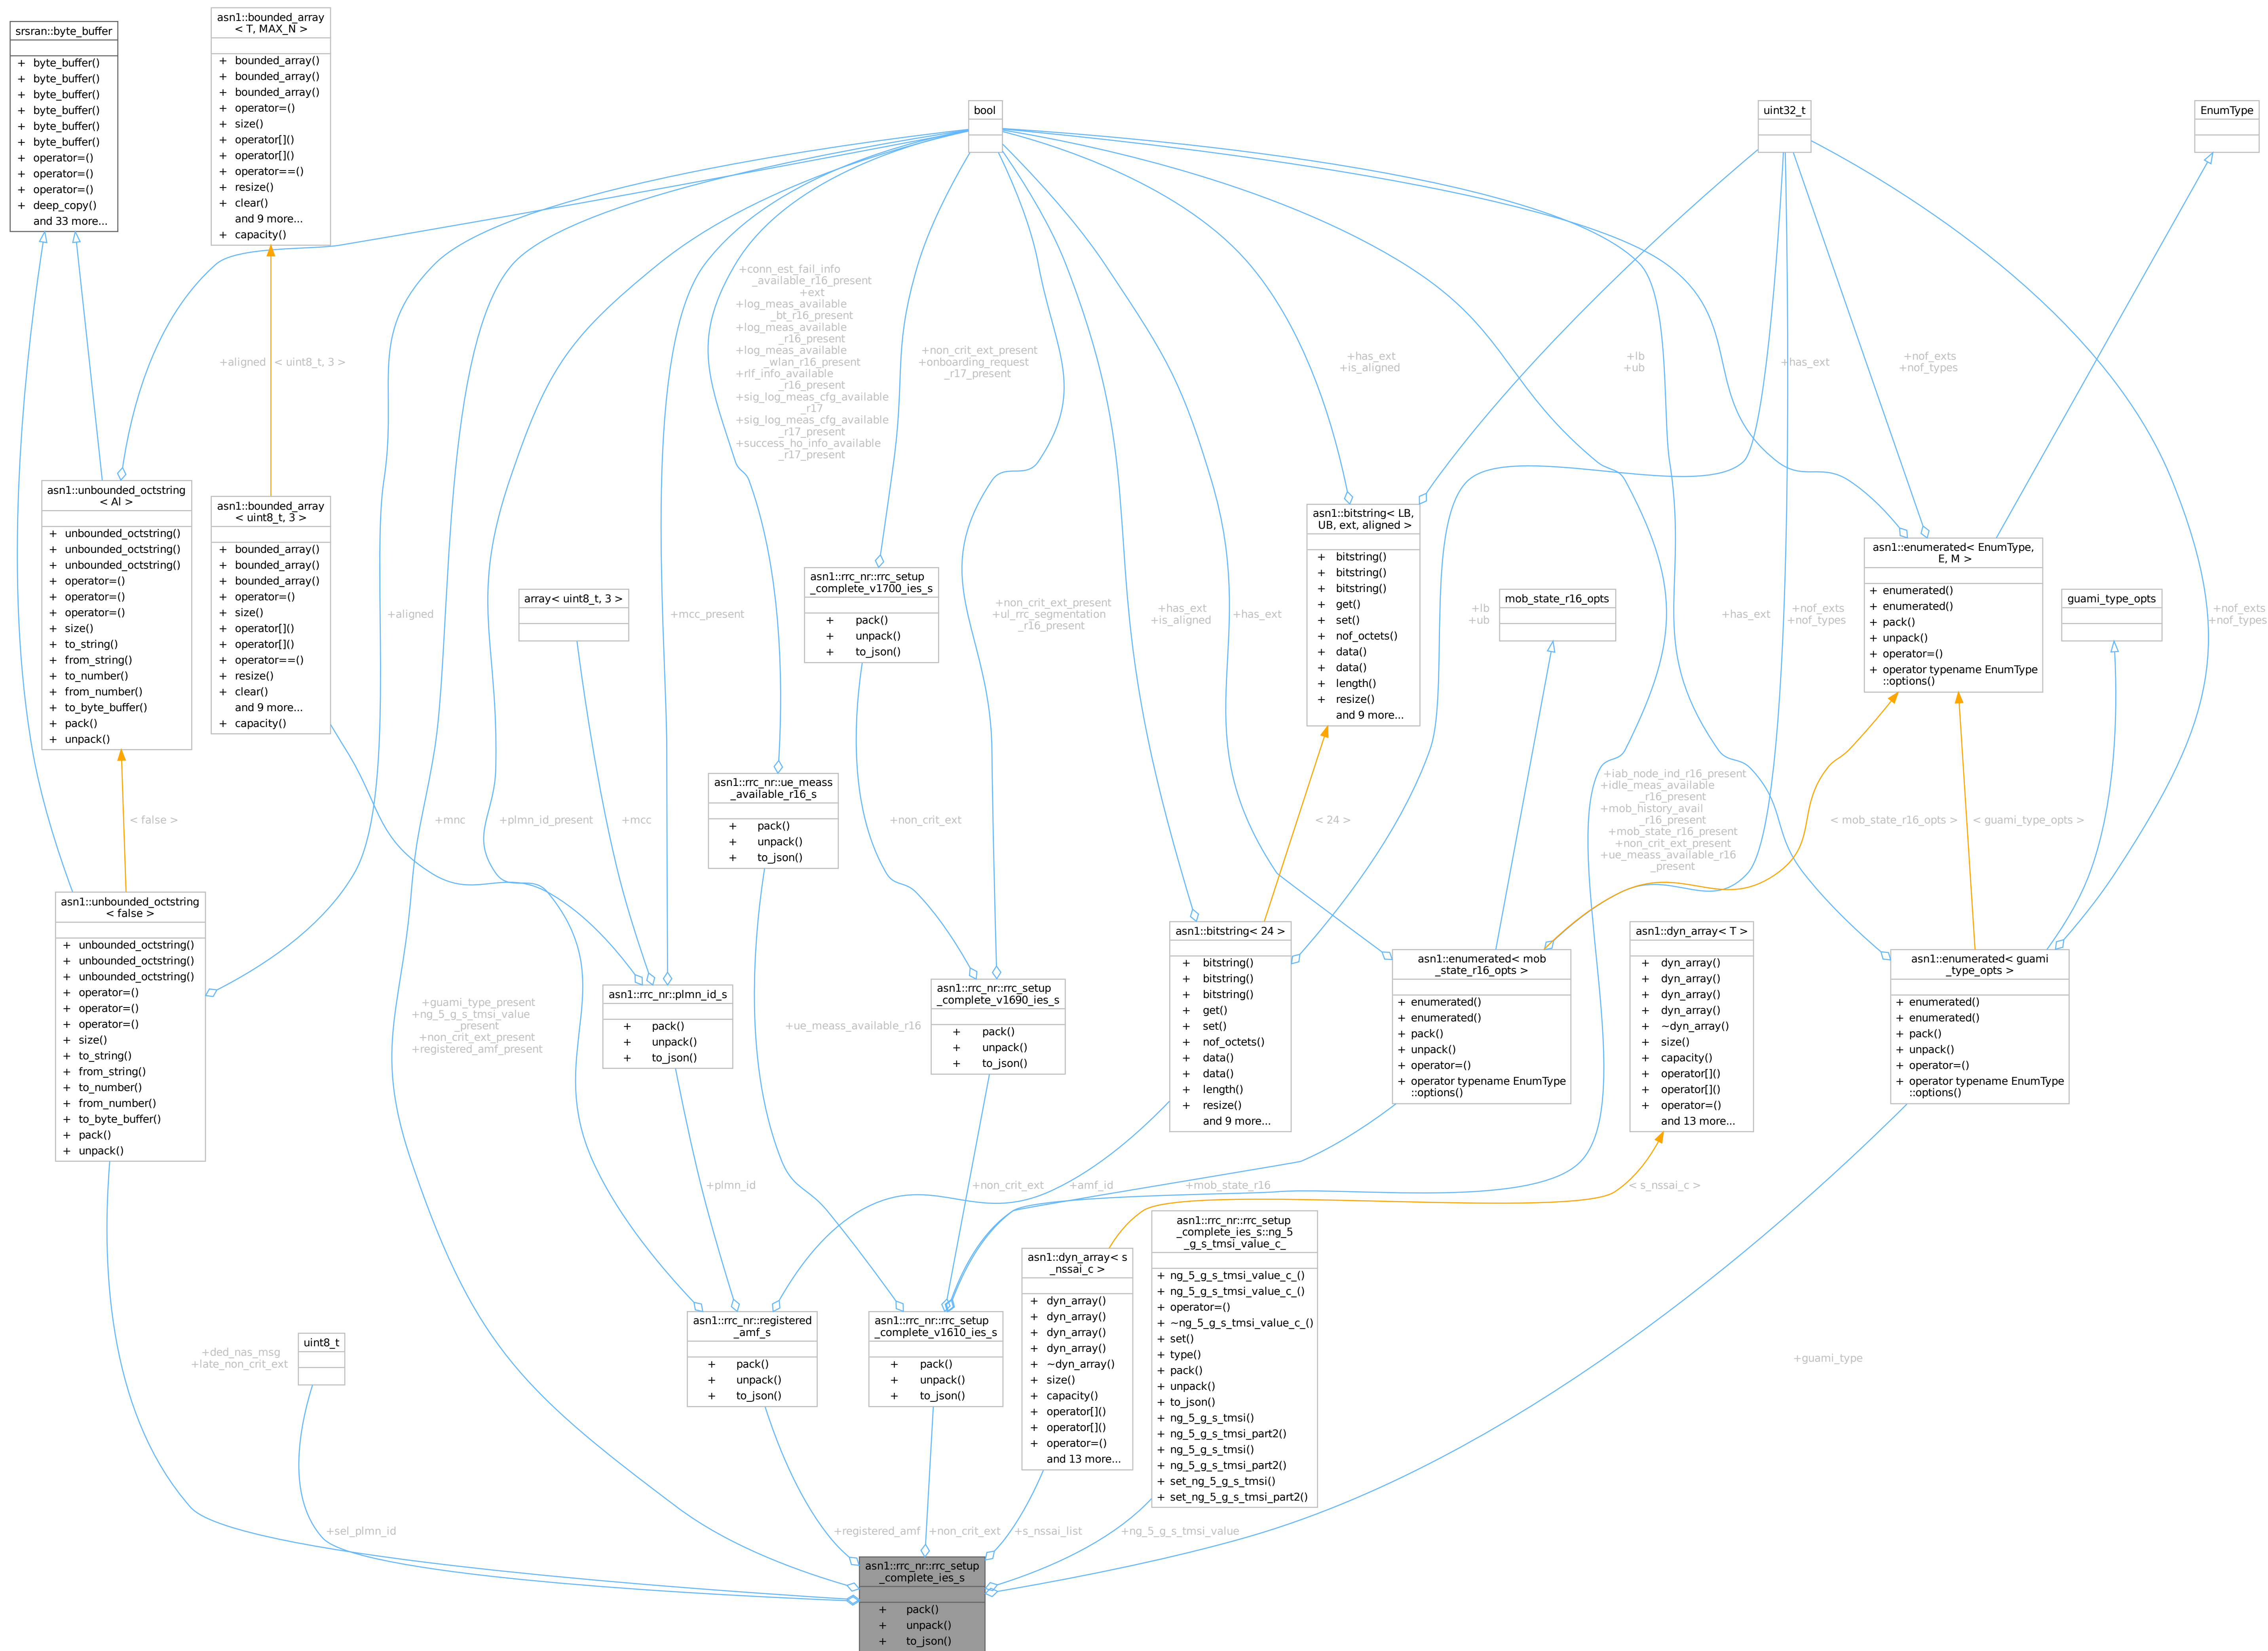 srsran::byte_buffer
+ byte_buffer()
+ byte_buffer()
+ byte_buffer()
+ byte_buffer()
+ byte_buffer()
+ byte_buffer()
+ operator=()
+ operator=()
+ operator=()
+ deep_copy()
and 33 more...
asn1::bounded_array
< T, MAX_N >
+ bounded_array()
+ bounded_array()
+ bounded_array()
+ operator=()
+ size()
+ operator[]()
+ operator[]()
+ operator==()
+ resize()
+ clear()
and 9 more...
+ capacity()
bool
uint32_t
EnumType
+conn_est_fail_info
_available_r16_present
+ext
+log_meas_available
_bt_r16_present
+log_meas_available
_r16_present
+log_meas_available
_wlan_r16_present
+rlf_info_available
_r16_present
+sig_log_meas_cfg_available
_r17
+sig_log_meas_cfg_available
_r17_present
+success_ho_info_available
_r17_present
+aligned
< uint8_t, 3 >
+non_crit_ext_present
+onboarding_request
_r17_present
+has_ext
+is_aligned
+lb
+ub
+has_ext
+nof_exts
+nof_types
asn1::unbounded_octstring
< Al >
+ unbounded_octstring()
+ unbounded_octstring()
+ unbounded_octstring()
+ operator=()
+ operator=()
+ operator=()
+ size()
+ to_string()
+ from_string()
+ to_number()
+ from_number()
+ to_byte_buffer()
+ pack()
+ unpack()
asn1::bounded_array
< uint8_t, 3 >
+ bounded_array()
+ bounded_array()
+ bounded_array()
+ operator=()
+ size()
+ operator[]()
+ operator[]()
+ operator==()
+ resize()
+ clear()
and 9 more...
+ capacity()
asn1::bitstring< LB,
UB, ext, aligned >
+ bitstring()
+ bitstring()
+ bitstring()
+ get()
+ set()
+ nof_octets()
+ data()
+ data()
+ length()
+ resize()
and 9 more...
asn1::enumerated< EnumType,
E, M >
+ enumerated()
+ enumerated()
+ pack()
+ unpack()
+ operator=()
+ operator typename EnumType
::options()
array< uint8_t, 3 >
asn1::rrc_nr::rrc_setup
_complete_v1700_ies_s
+ pack()
+ unpack()
+ to_json()
mob_state_r16_opts
guami_type_opts
+aligned
+mcc_present
+non_crit_ext_present
+ul_rrc_segmentation
_r16_present
+has_ext
+is_aligned
+has_ext
+lb
+ub
+has_ext
+nof_exts
+nof_types
+nof_exts
+nof_types
asn1::rrc_nr::ue_meass
_available_r16_s
+ pack()
+ unpack()
+ to_json()
< false >
+mnc
+plmn_id_present
+mcc
+non_crit_ext
< 24 >
+iab_node_ind_r16_present
+idle_meas_available
_r16_present
+mob_history_avail
_r16_present
+mob_state_r16_present
+non_crit_ext_present
+ue_meass_available_r16
_present
< mob_state_r16_opts >
< guami_type_opts >
asn1::unbounded_octstring
< false >
+ unbounded_octstring()
+ unbounded_octstring()
+ unbounded_octstring()
+ operator=()
+ operator=()
+ operator=()
+ size()
+ to_string()
+ from_string()
+ to_number()
+ from_number()
+ to_byte_buffer()
+ pack()
+ unpack()
+guami_type_present
+ng_5_g_s_tmsi_value
_present
+non_crit_ext_present
+registered_amf_present
asn1::rrc_nr::plmn_id_s
+ pack()
+ unpack()
+ to_json()
+ue_meass_available_r16
asn1::rrc_nr::rrc_setup
_complete_v1690_ies_s
+ pack()
+ unpack()
+ to_json()
asn1::bitstring< 24 >
+ bitstring()
+ bitstring()
+ bitstring()
+ get()
+ set()
+ nof_octets()
+ data()
+ data()
+ length()
+ resize()
and 9 more...
asn1::enumerated< mob
_state_r16_opts >
+ enumerated()
+ enumerated()
+ pack()
+ unpack()
+ operator=()
+ operator typename EnumType
::options()
asn1::dyn_array< T >
+ dyn_array()
+ dyn_array()
+ dyn_array()
+ dyn_array()
+ ~dyn_array()
+ size()
+ capacity()
+ operator[]()
+ operator[]()
+ operator=()
and 13 more...
asn1::enumerated< guami
_type_opts >
+ enumerated()
+ enumerated()
+ pack()
+ unpack()
+ operator=()
+ operator typename EnumType
::options()
+plmn_id
+non_crit_ext
+amf_id
+mob_state_r16
< s_nssai_c >
uint8_t
+ded_nas_msg
+late_non_crit_ext
asn1::rrc_nr::registered
_amf_s
+ pack()
+ unpack()
+ to_json()
asn1::rrc_nr::rrc_setup
_complete_v1610_ies_s
+ pack()
+ unpack()
+ to_json()
asn1::dyn_array< s
_nssai_c >
+ dyn_array()
+ dyn_array()
+ dyn_array()
+ dyn_array()
+ ~dyn_array()
+ size()
+ capacity()
+ operator[]()
+ operator[]()
+ operator=()
and 13 more...
asn1::rrc_nr::rrc_setup
_complete_ies_s::ng_5
_g_s_tmsi_value_c_
+ ng_5_g_s_tmsi_value_c_()
+ ng_5_g_s_tmsi_value_c_()
+ operator=()
+ ~ng_5_g_s_tmsi_value_c_()
+ set()
+ type()
+ pack()
+ unpack()
+ to_json()
+ ng_5_g_s_tmsi()
+ ng_5_g_s_tmsi_part2()
+ ng_5_g_s_tmsi()
+ ng_5_g_s_tmsi_part2()
+ set_ng_5_g_s_tmsi()
+ set_ng_5_g_s_tmsi_part2()
+guami_type
+sel_plmn_id
+registered_amf
+non_crit_ext
+s_nssai_list
+ng_5_g_s_tmsi_value
asn1::rrc_nr::rrc_setup
_complete_ies_s
+ pack()
+ unpack()
+ to_json()